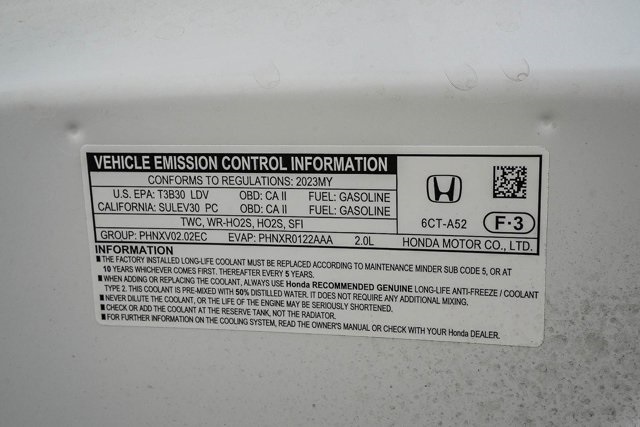 VEHICLE EMISSION CONTROL INFORMATION
CONFORMS TO REGULATIONS: 2023MY
U.S. EPA: T3B30 LDV OBD: CA II FUEL: GASOLINE
CALIFORNIA: SULEV30 PC OBD: CA II FUEL: GASOLINE
TWC, WR-HO2S, HO2S, SFI
GROUP: PHNXV02.02EC EVAP: PHNXR0122AAA 2.0L
6CT-A52 F·3
HONDA MOTOR CO., LTD.
INFORMATION
■ THE FACTORY INSTALLED LONG-LIFE COOLANT MUST BE REPLACED ACCORDING TO MAINTENANCE MINDER SUB CODE 5, OR AT
10 YEARS WHICHEVER COMES FIRST. THEREAFTER EVERY 5 YEARS.
■ WHEN ADDING OR REPLACING THE COOLANT, ALWAYS USE Honda RECOMMENDED GENUINE LONG-LIFE ANTI-FREEZE / COOLANT
TYPE 2. THIS COOLANT IS PRE-MIXED WITH 50% DISTILLED WATER. IT DOES NOT REQUIRE ANY ADDITIONAL MIXING.
■ NEVER DILUTE THE COOLANT, OR THE LIFE OF THE ENGINE MAY BE SERIOUSLY SHORTENED.
■ CHECK OR ADD THE COOLANT AT THE RESERVE TANK, NOT THE RADIATOR.
■ FOR FURTHER INFORMATION ON THE COOLING SYSTEM, READ THE OWNER'S MANUAL OR CHECK WITH YOUR Honda DEALER.